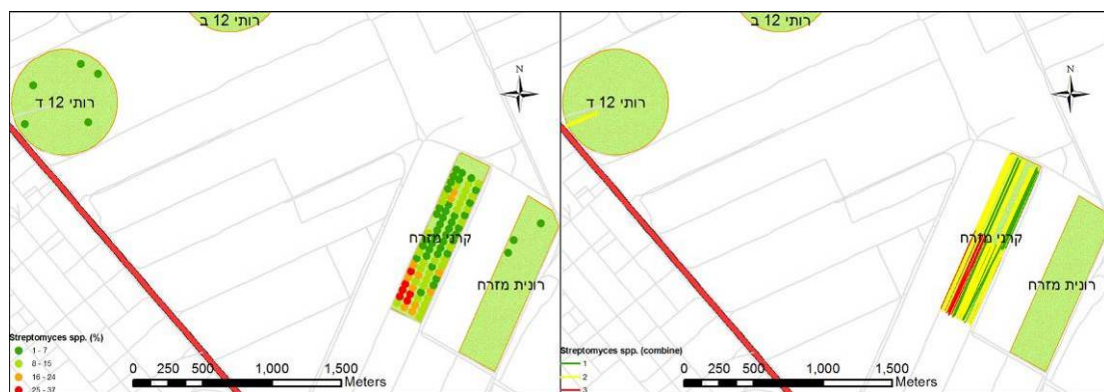 רותי 12 ב
רותי 12 ד
N
קרני מזרח
רונית מזרח
Streptomyces spp. (%)
1 - 7
8 - 15
16 - 24
25 - 37
0 250 500 1,000 1,500
Meters
רותי 12 ב
רותי 12 ד
N
קרני מזרח
רונית מזרח
Streptomyces spp. (combine)
1
2
3
0 250 500 1,000 1,500
Meters